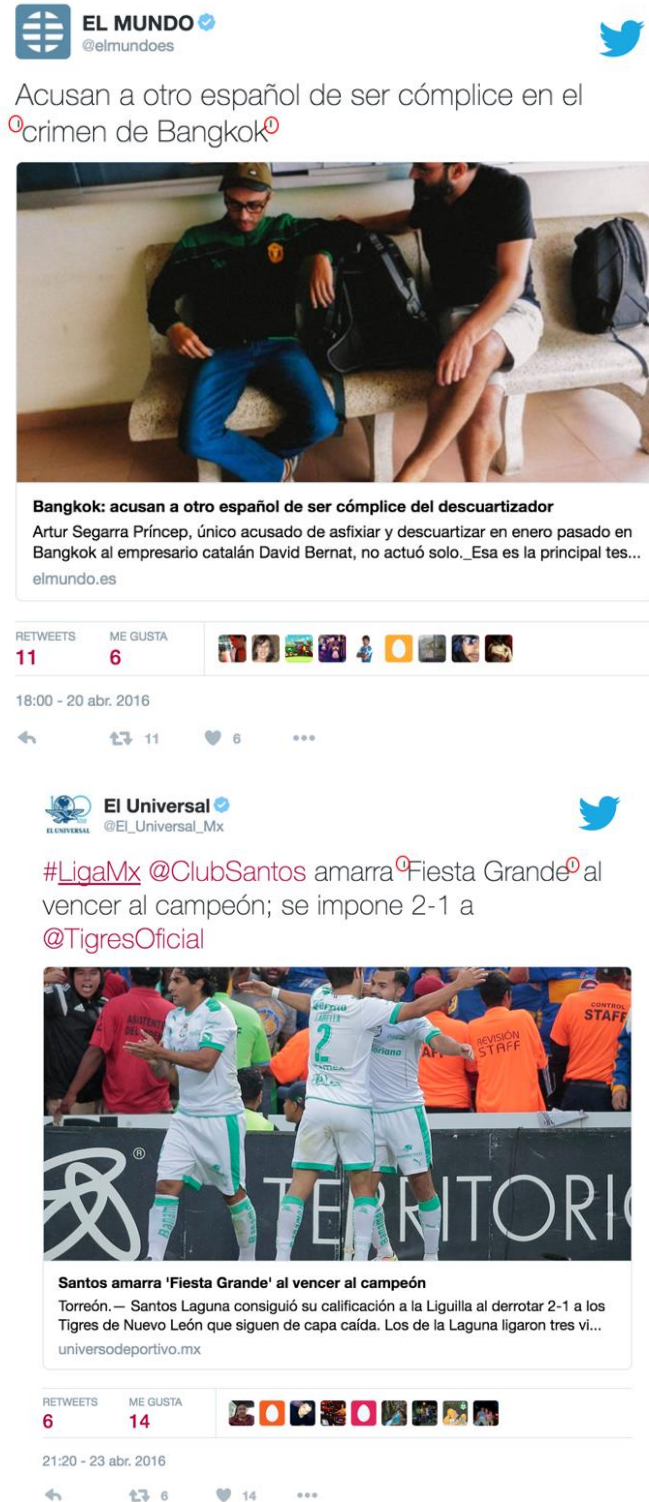 EL MUNDO
@elmundoes
Acusan a otro español de ser cómplice en el
'crimen de Bangkok'
Bangkok: acusan a otro español de ser cómplice del descuartizador
Artur Segarra Príncep, único acusado de asfixiar y descuartizar en enero pasado en
Bangkok al empresario catalán David Bernat, no actuó solo._Esa es la principal tes...
elmundo.es
RETWEETS ME GUSTA
11 6
18:00 - 20 abr. 2016
11 6
El Universal
EL UNIVERSAL @El_Universal_Mx
#LigaMx @ClubSantos amarra 'Fiesta Grande' al
vencer al campeón; se impone 2-1 a
@TigresOficial
CONTROL
STAFF
REVISIÓN
STAFF
2
®
TERRITORI
Santos amarra 'Fiesta Grande' al vencer al campeón
Torreón.— Santos Laguna consiguió su calificación a la Liguilla al derrotar 2-1 a los
Tigres de Nuevo León que siguen de capa caída. Los de la Laguna ligaron tres vi...
universodeportivo.mx
RETWEETS ME GUSTA
6 14
21:20 - 23 abr. 2016
6 14